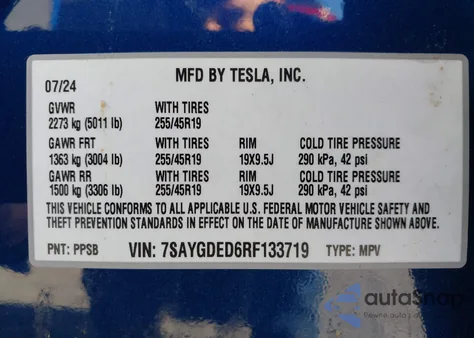 MFD BY TESLA, INC.
07/24
GVWR WITH TIRES
2273 kg (5011 lb) 255/45R19
GAWR FRT WITH TIRES RIM COLD TIRE PRESSURE
1363 kg (3004 lb) 255/45R19 19X9.5J 290 kPa, 42 psi
GAWR RR WITH TIRES RIM COLD TIRE PRESSURE
1500 kg (3306 lb) 255/45R19 19X9.5J 290 kPa, 42 psi
THIS VEHICLE CONFORMS TO ALL APPLICABLE U.S. FEDERAL MOTOR VEHICLE SAFETY AND
THEFT PREVENTION STANDARDS IN EFFECT ON THE DATE OF MANUFACTURE SHOWN ABOVE.
PNT: PPSB VIN: 7SAYGDED6RF133719 TYPE: MPV
autaSnap